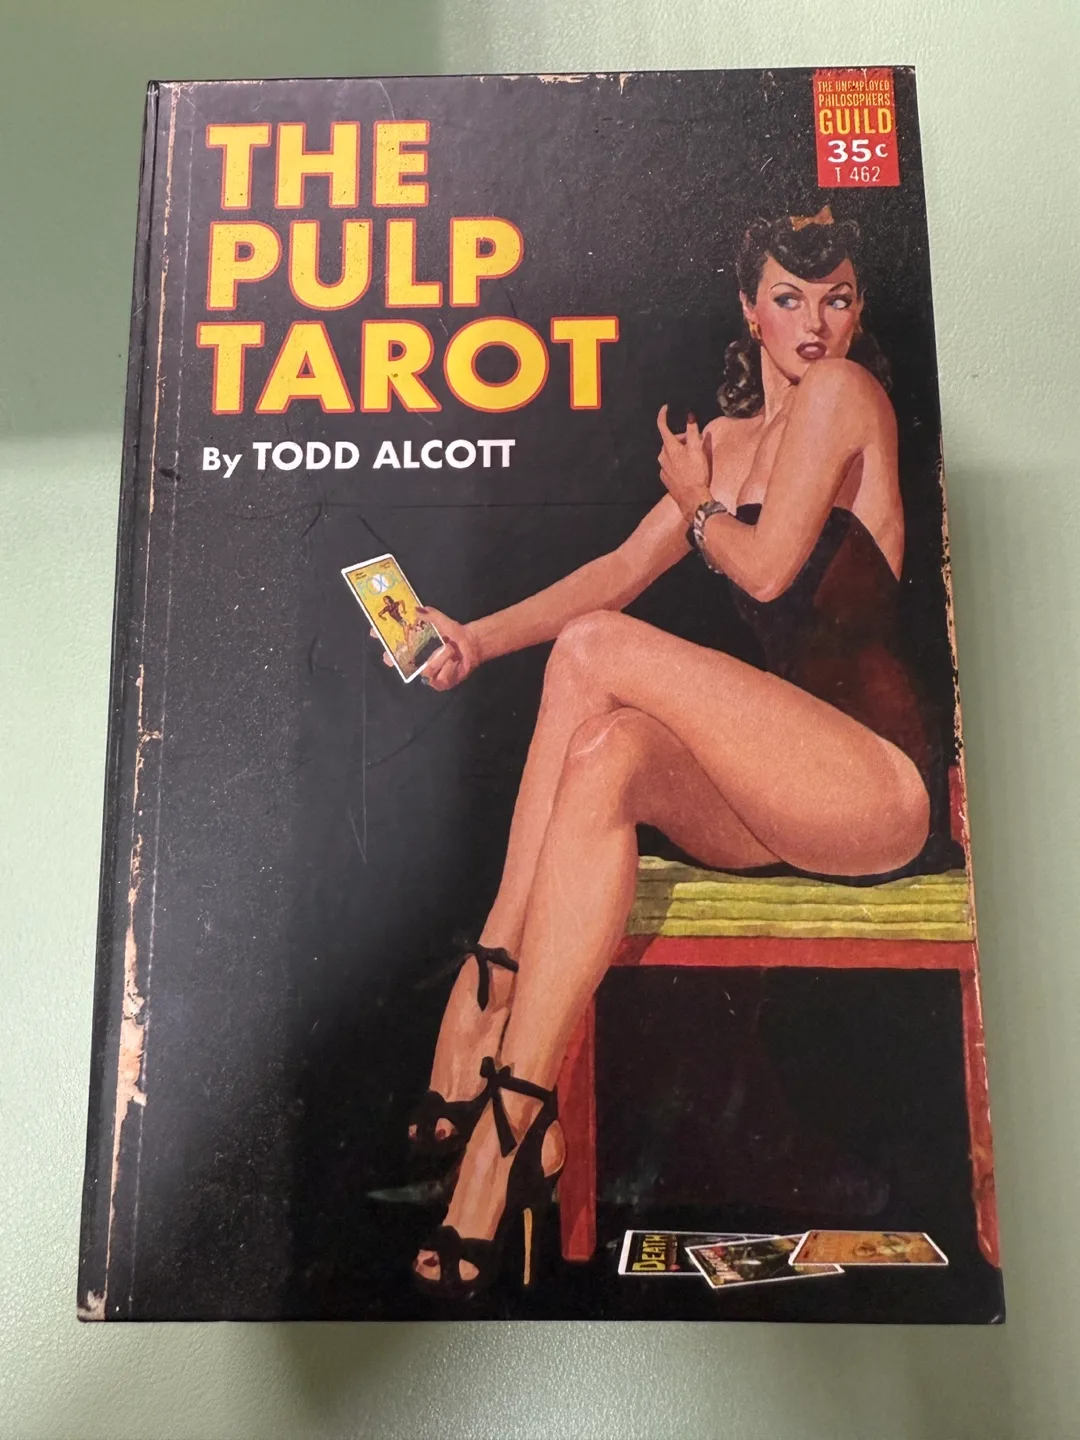 THE UNEMPLOYED
PHILOSOPHERS
GUILD
35c
T 462
THE
PULP
TAROT
By TODD ALCOTT
DEATH